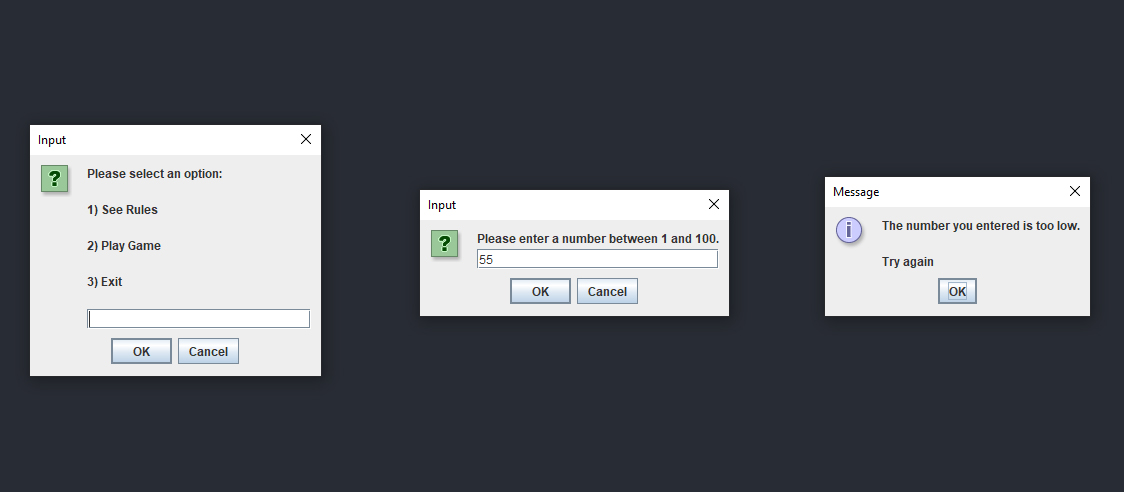 Input
?
Please select an option:
1) See Rules
2) Play Game
3) Exit
OK
Cancel
Input
?
Please enter a number between 1 and 100.
55
OK
Cancel
Message
i
The number you entered is too low.
Try again
OK